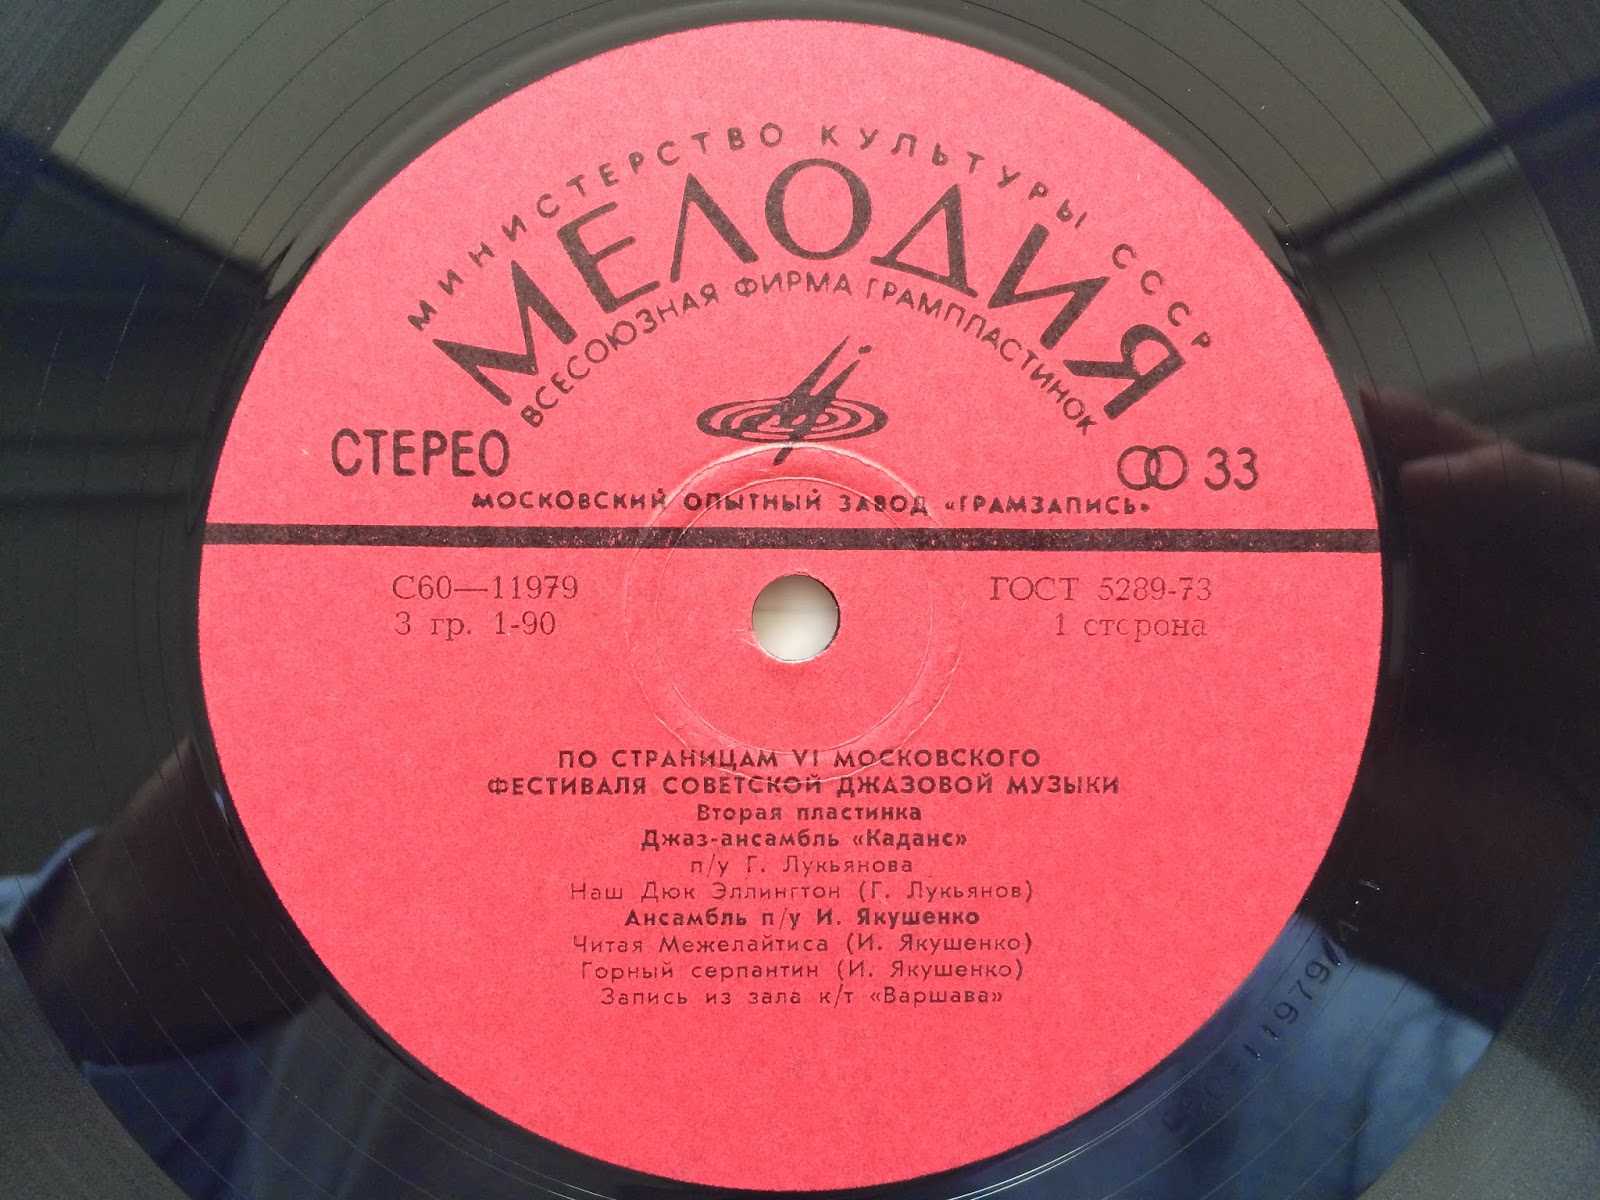 МИНИСТЕРСТВО КУЛЬТУРЫ СССР
МЕЛОДИЯ
ВСЕСОЮЗНАЯ ФИРМА ГРАМПЛАСТИНОК
СТЕРЕО
33
МОСКОВСКИЙ ОПЫТНЫЙ ЗАВОД «ГРАМЗАПИСЬ»
С60—11979
ГОСТ 5289-73
3 гр. 1-90
1 сторона
ПО СТРАНИЦАМ VI МОСКОВСКОГО
ФЕСТИВАЛЯ СОВЕТСКОЙ ДЖАЗОВОЙ МУЗЫКИ
Вторая пластинка
Джаз-ансамбль «Каданс»
п/у Г. Лукьянова
Наш Дюк Эллингтон (Г. Лукьянов)
Ансамбль п/у И. Якушенко
Читая Межелайтиса (И. Якушенко)
Горный серпантин (И. Якушенко)
Запись из зала к/т «Варшава»